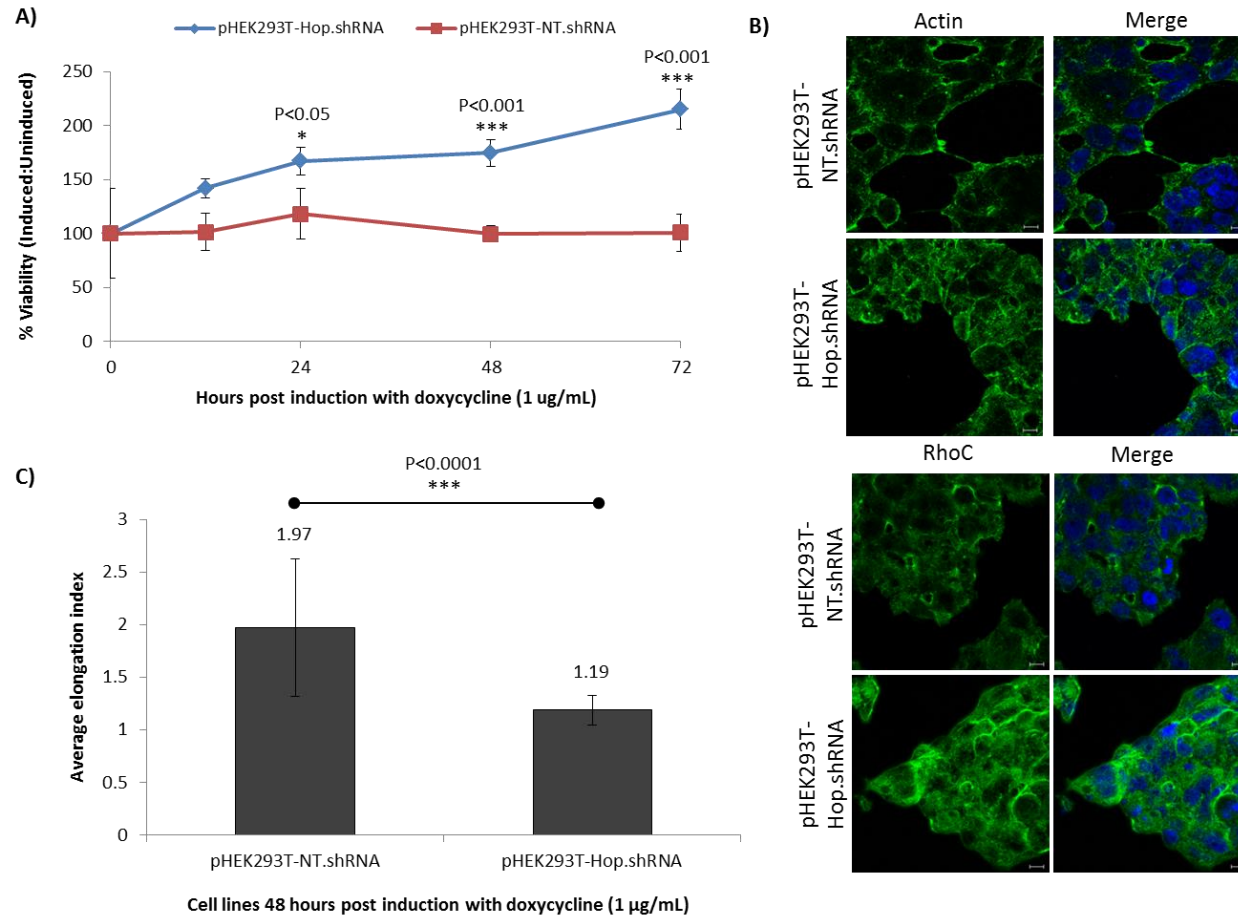 A)
pHEK293T-Hop.shRNA
pHEK293T-NT.shRNA
% Viability (Induced:Uninduced)
250
200
150
100
50
0
P<0.05
*
P<0.001
***
P<0.001
***
0
24
48
72
Hours post induction with doxycycline (1 ug/mL)
B)
Actin
Merge
pHEK293T-
NT.shRNA
pHEK293T-
Hop.shRNA
RhoC
Merge
pHEK293T-
NT.shRNA
pHEK293T-
Hop.shRNA
C)
P<0.0001
***
Average elongation index
3
2.5
2
1.5
1
0.5
0
1.97
1.19
pHEK293T-NT.shRNA
pHEK293T-Hop.shRNA
Cell lines 48 hours post induction with doxycycline (1 µg/mL)